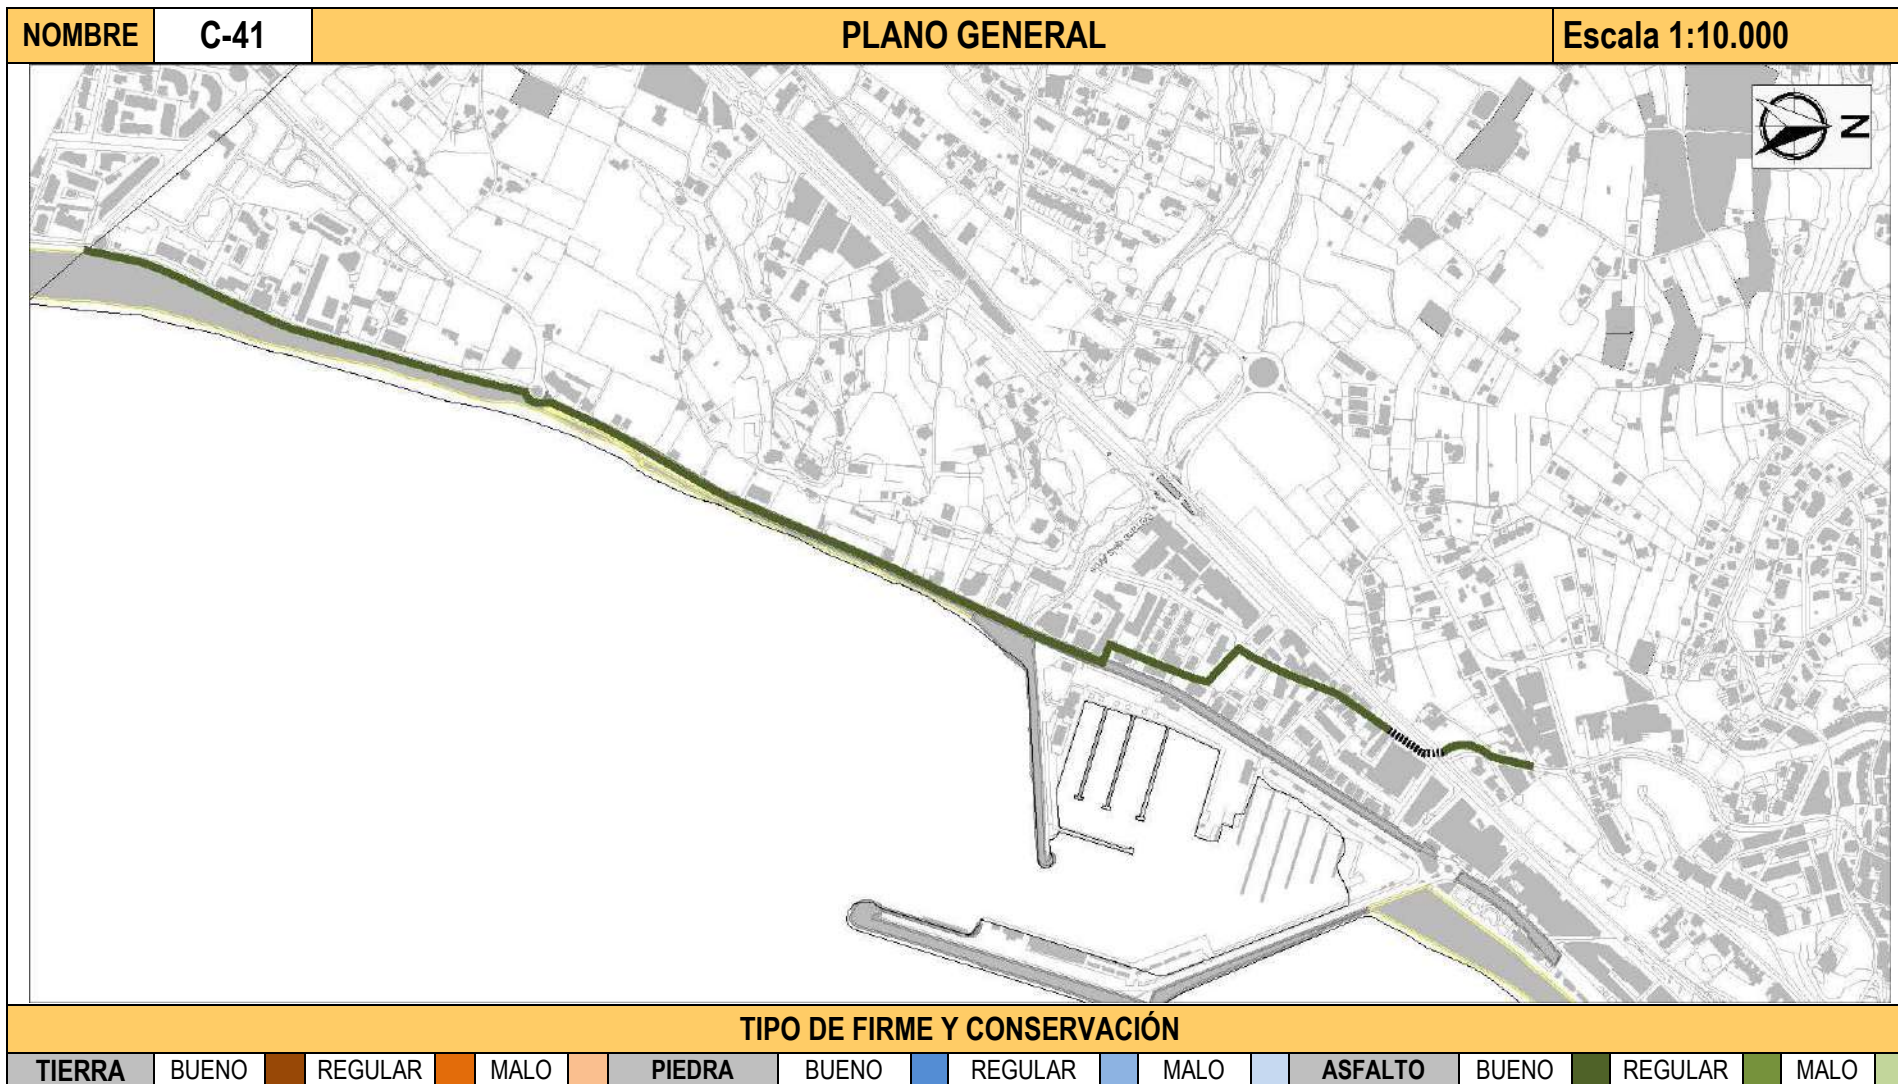 NOMBRE C-41 PLANO GENERAL Escala 1:10.000
N
TIPO DE FIRME Y CONSERVACIÓN
TIERRA BUENO REGULAR MALO PIEDRA BUENO REGULAR MALO ASFALTO BUENO REGULAR MALO